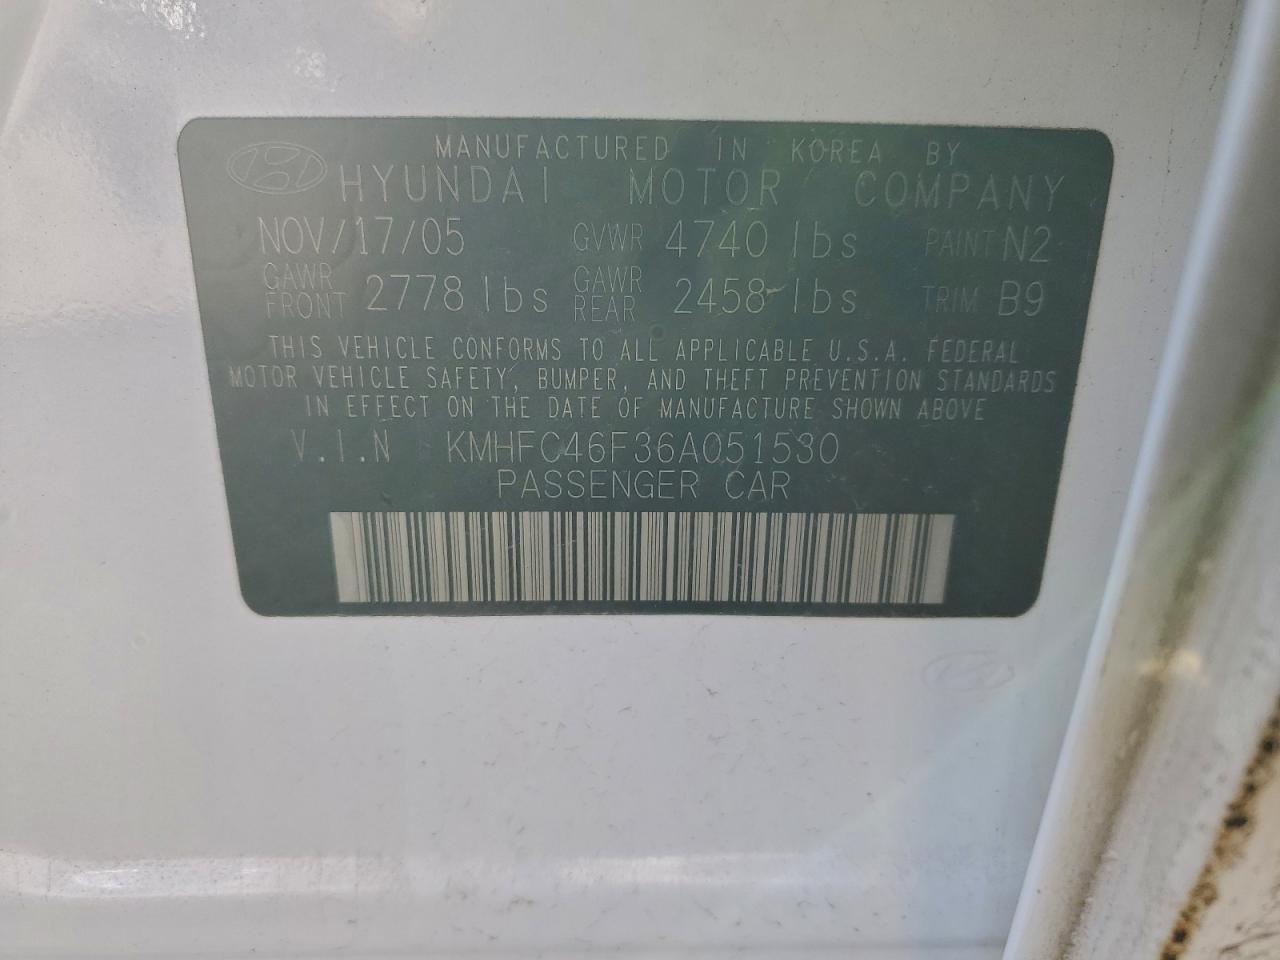 MANUFACTURED IN KOREA BY
HYUNDAI MOTOR COMPANY
NOV/17/05 GVWR 4740 lbs PAINT N2
GAWR FRONT 2778 lbs GAWR REAR 2458 lbs TRIM B9
THIS VEHICLE CONFORMS TO ALL APPLICABLE U.S.A. FEDERAL
MOTOR VEHICLE SAFETY, BUMPER, AND THEFT PREVENTION STANDARDS
IN EFFECT ON THE DATE OF MANUFACTURE SHOWN ABOVE
V.I.N KMHFC46F36A051530
PASSENGER CAR